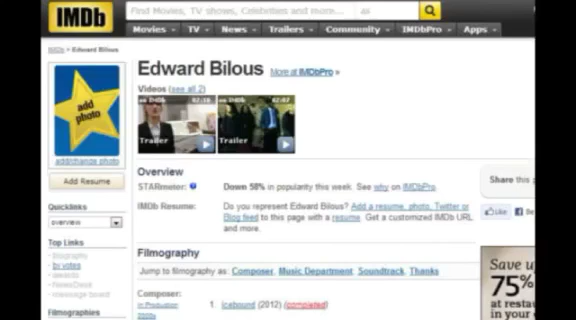 IMDb
Find Movies, TV shows, Celebrities and more... All
Movies TV News Trailers Community IMDbPro Apps
IMDb > Edward Bilous
Edward Bilous More at IMDbPro »
Videos (see all 2)
add photo
on IMDb 02:16
on IMDb 02:07
Trailer
Trailer
add/change photo
Add Resume
Overview
STARmeter: Down 58% in popularity this week. See why on IMDbPro.
Share this p
IMDb Resume: Do you represent Edward Bilous? Add a resume, photo, Twitter or
Blog feed to this page with a resume. Get a customized IMDb URL
and more.
Like
Quicklinks
overview
Top Links
biography
by votes
awards
NewsDesk
message board
Filmographies
Filmography
Jump to filmography as: Composer, Music Department, Soundtrack, Thanks
Composer:
In Production
2000s
1. Icebound (2012) (completed)
Save u
75%
at restau
in your